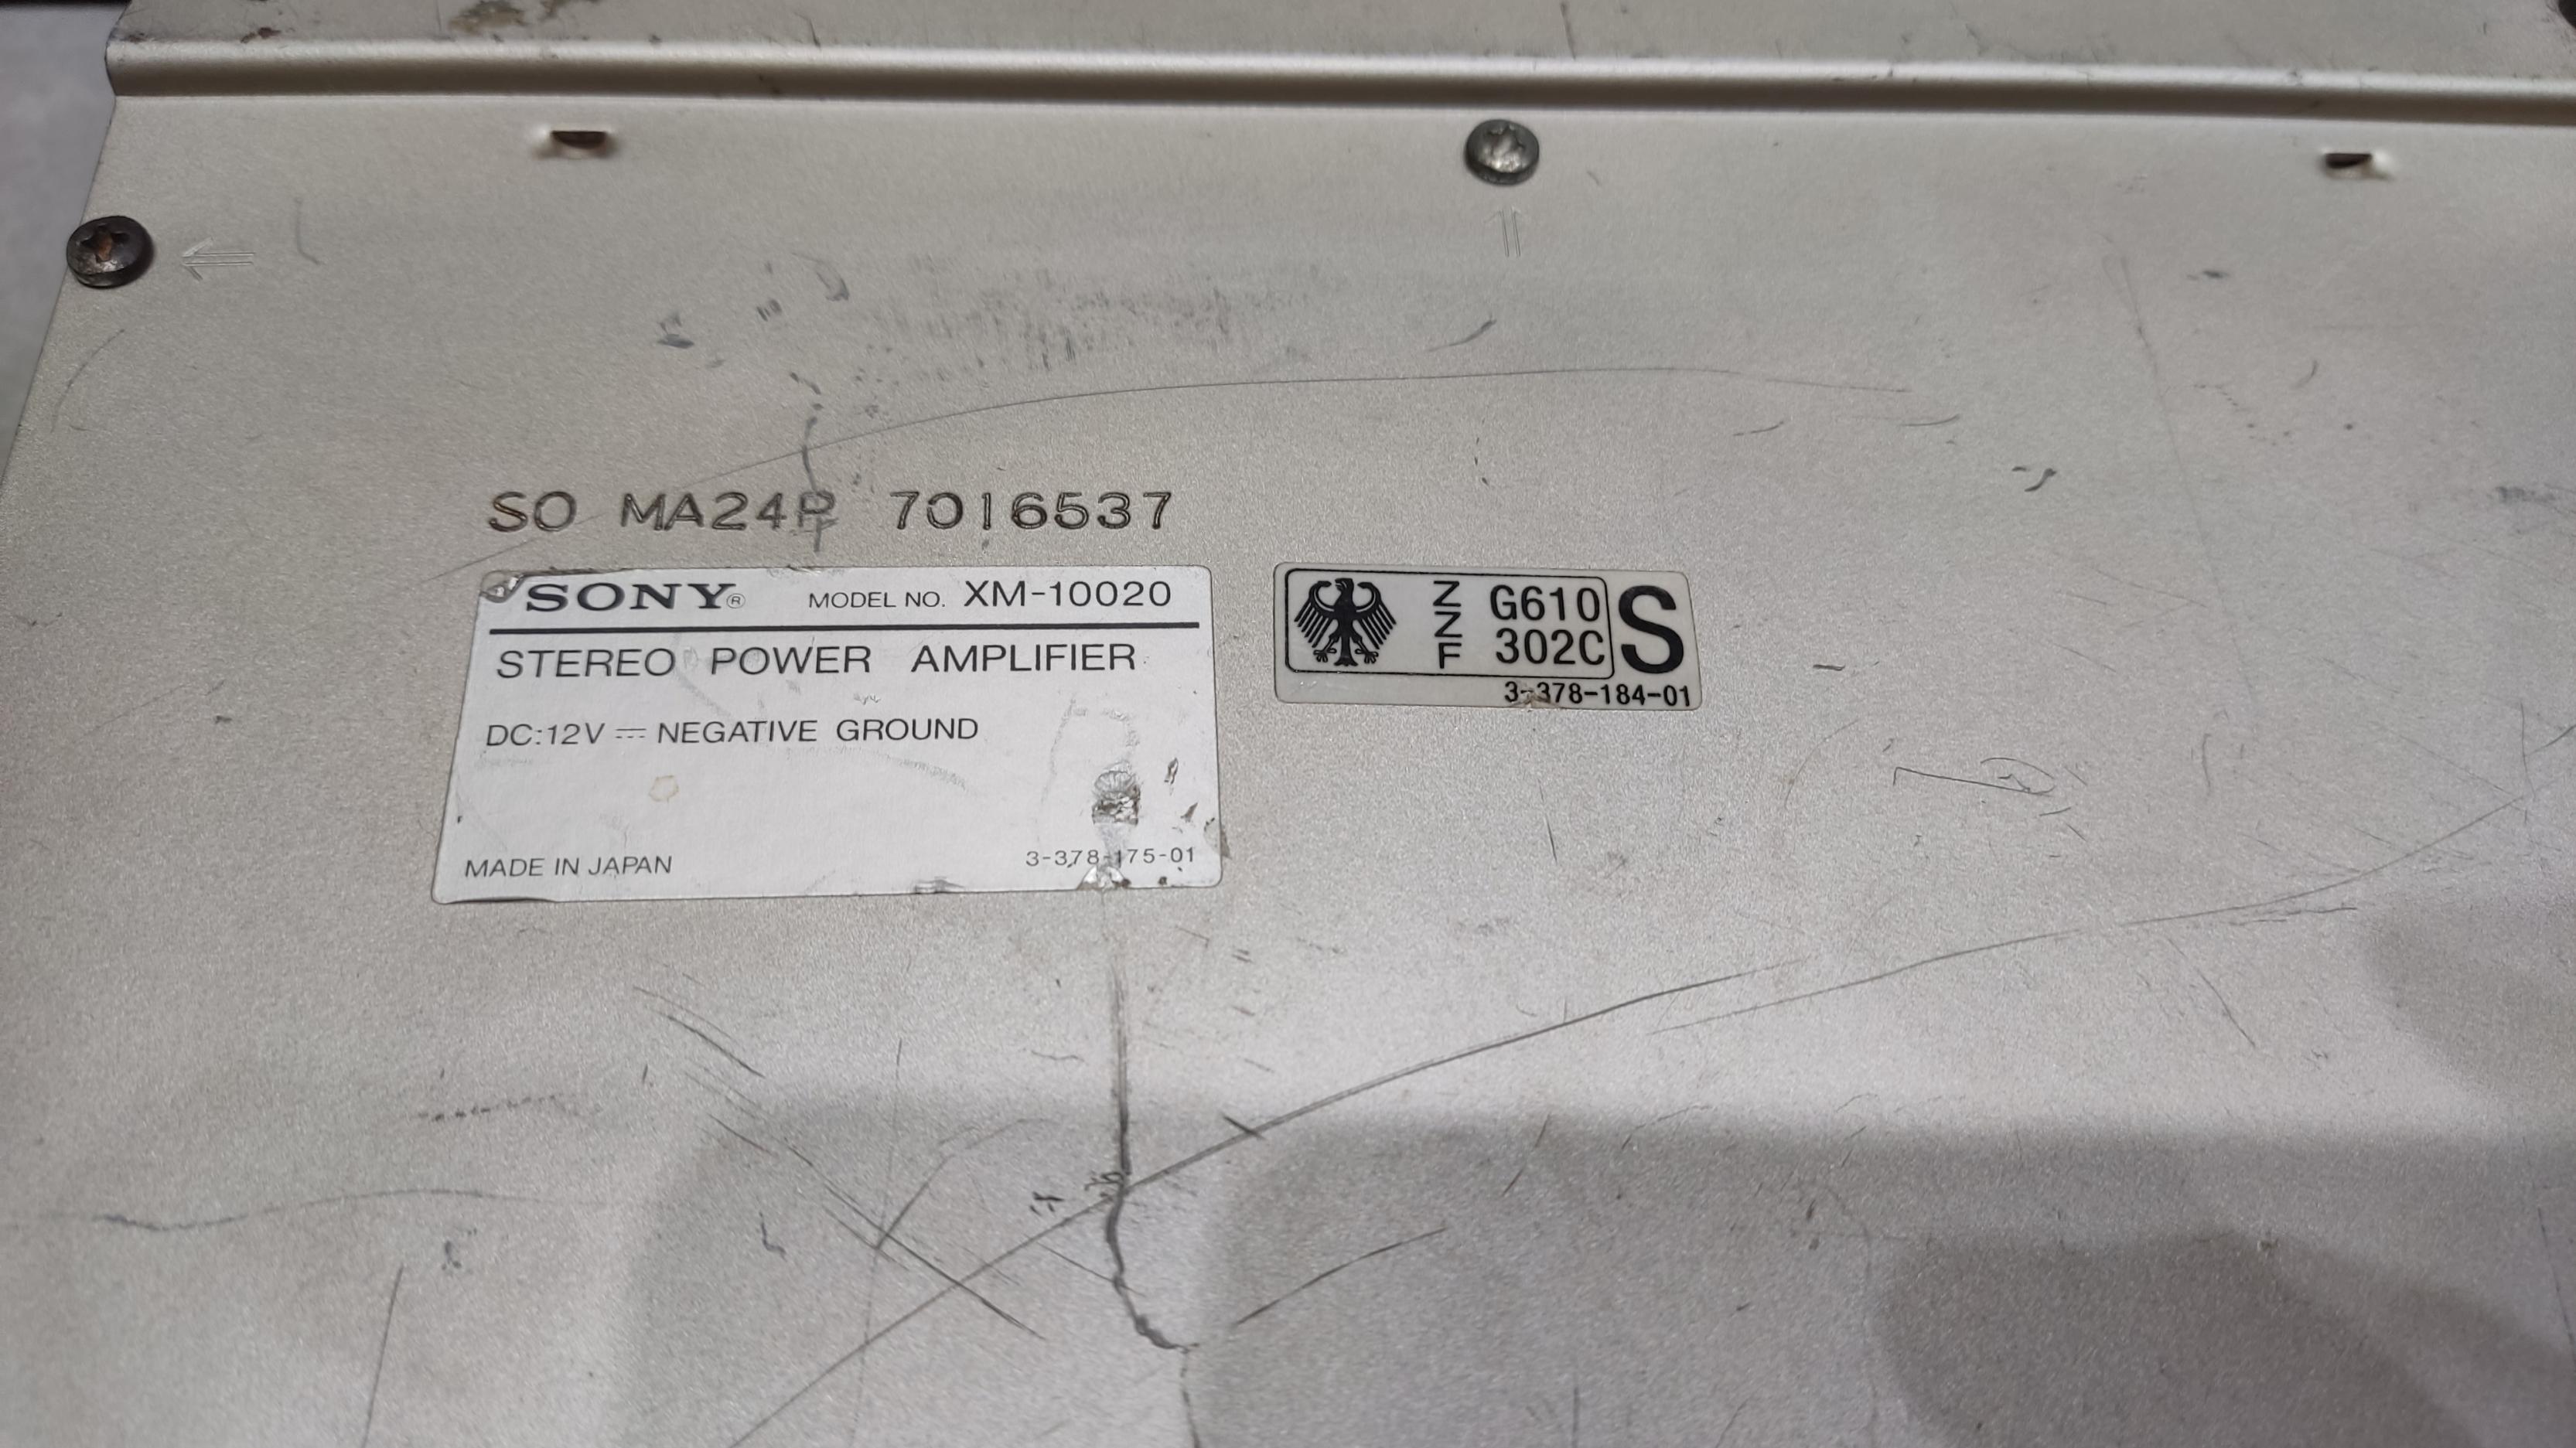 SO MA24P 7016537
SONY® MODEL NO. XM-10020
STEREO POWER AMPLIFIER
DC:12V ⎓ NEGATIVE GROUND
MADE IN JAPAN 3-378-175-01
ZZF G610 302C S
3-378-184-01